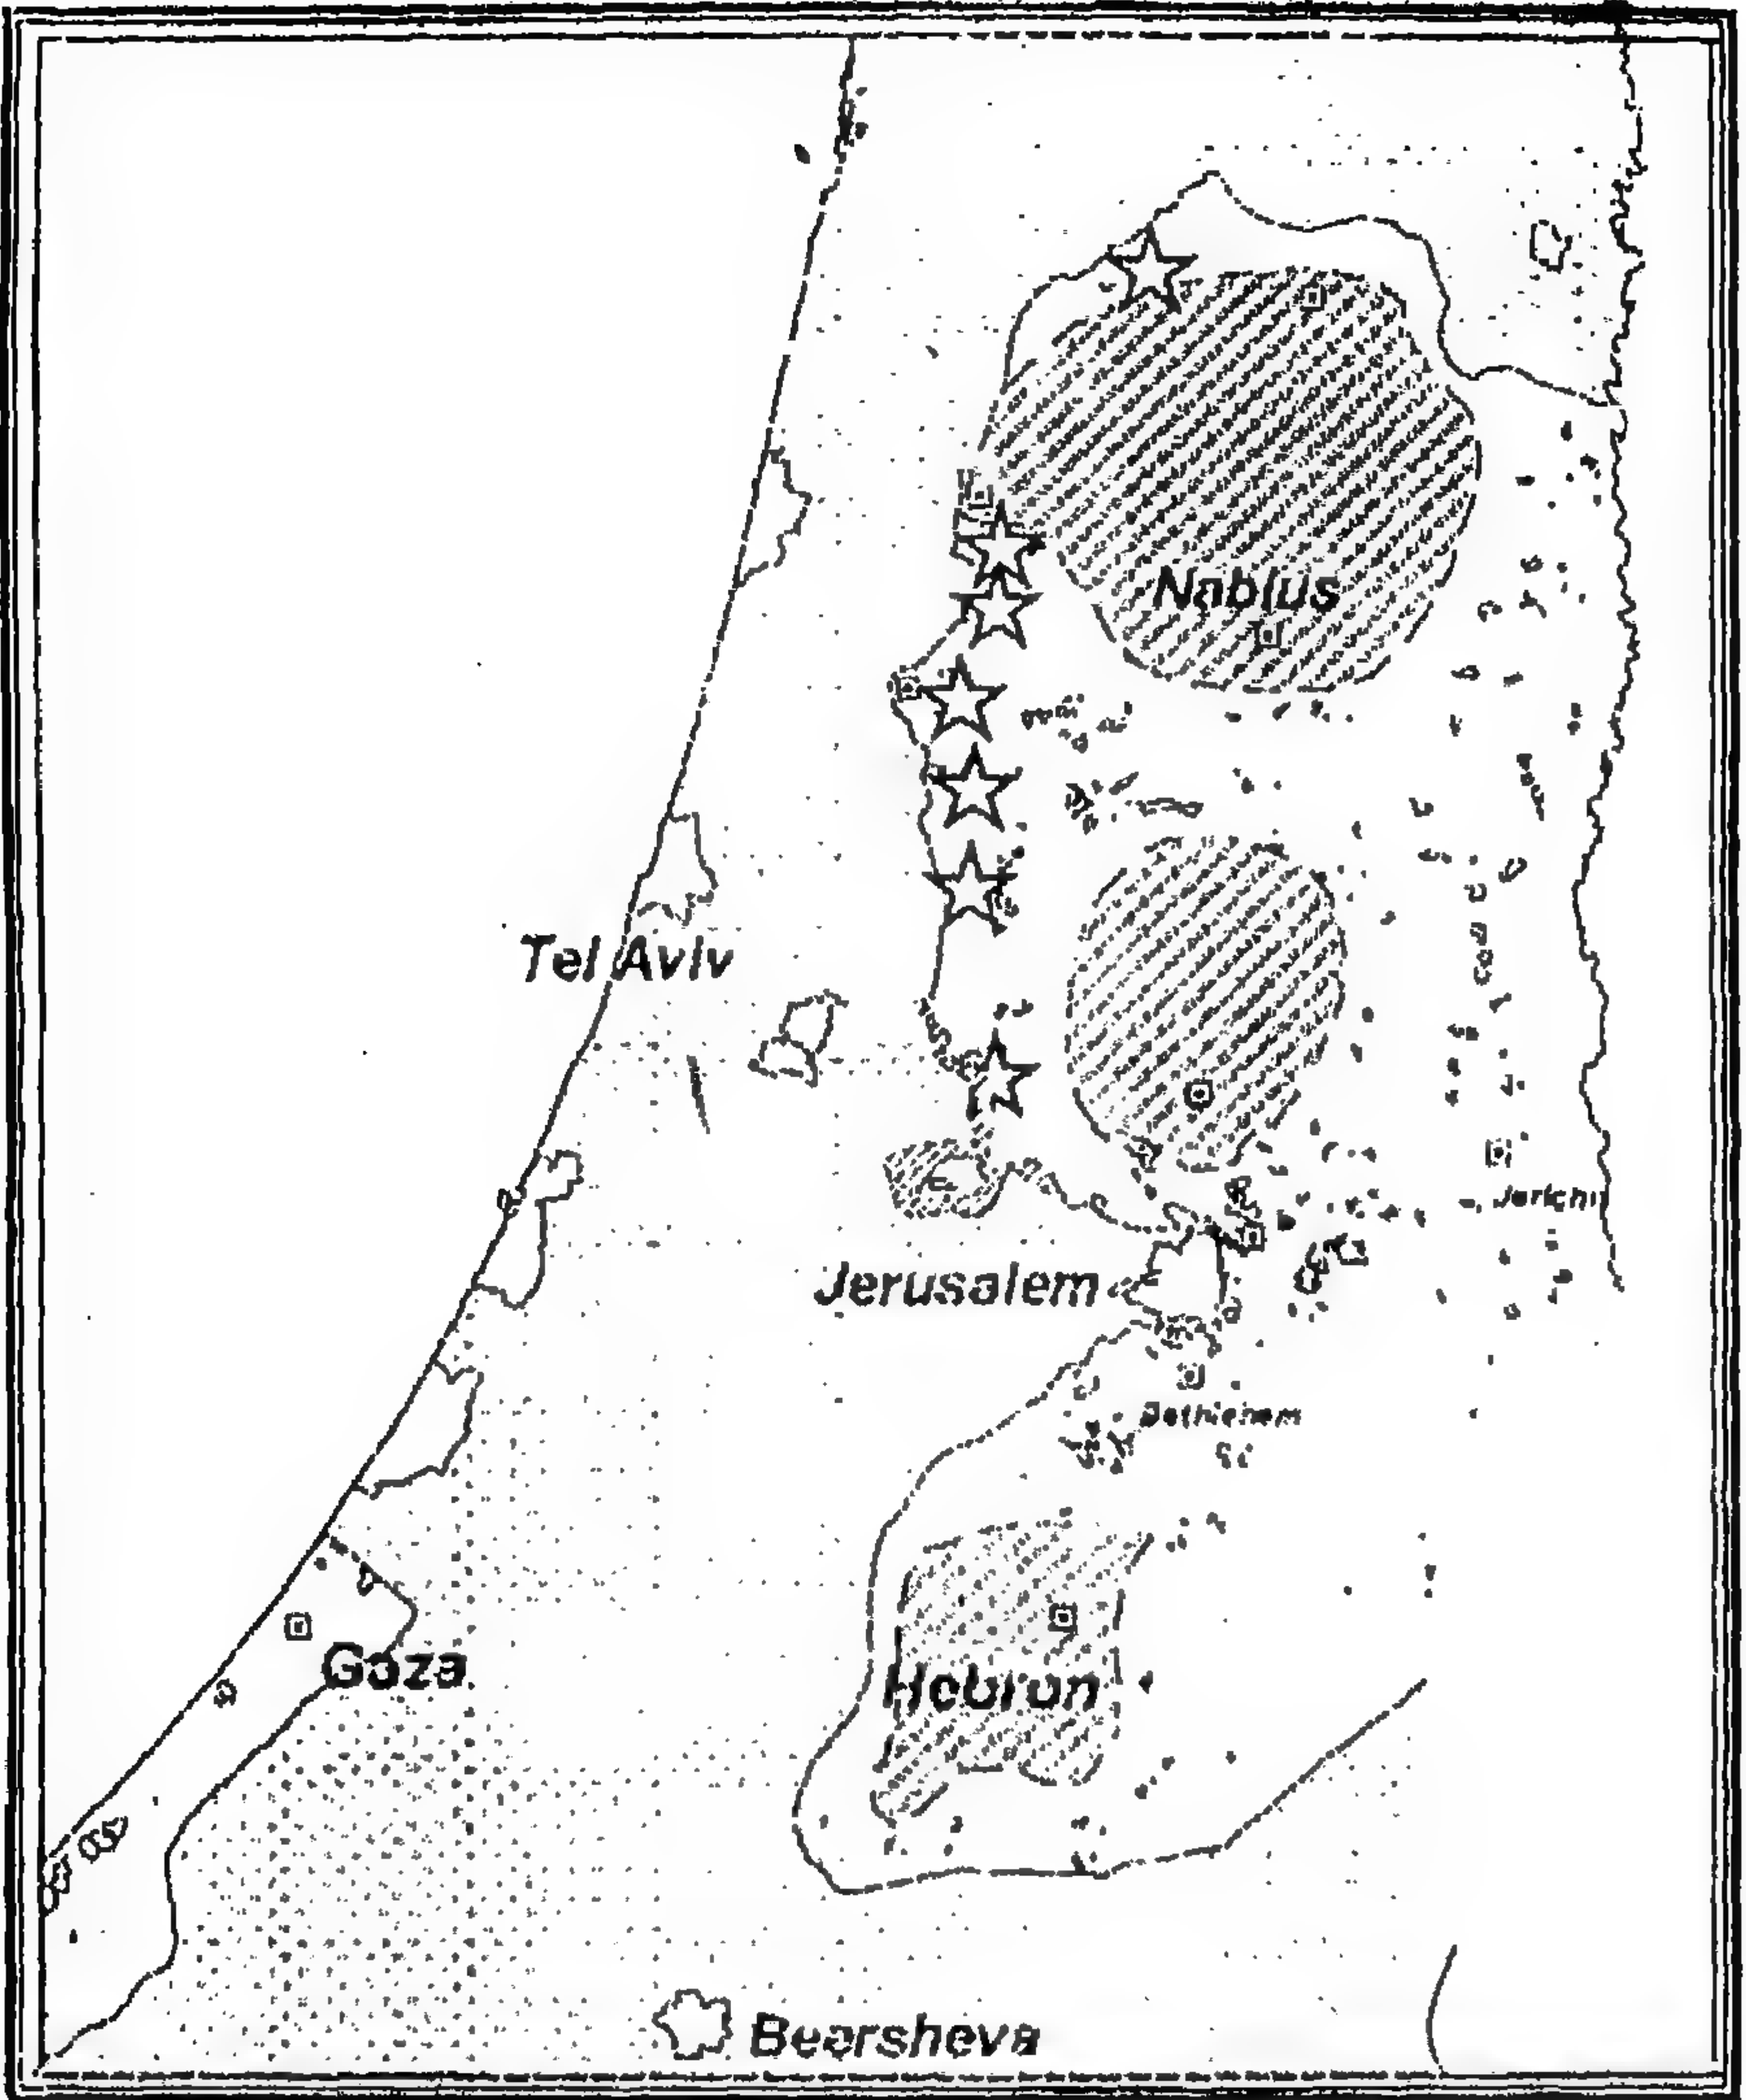 Nablus
Tel Aviv
Jericho
Jerusalem
Bethlehem
Gaza
Hebron
Beersheva